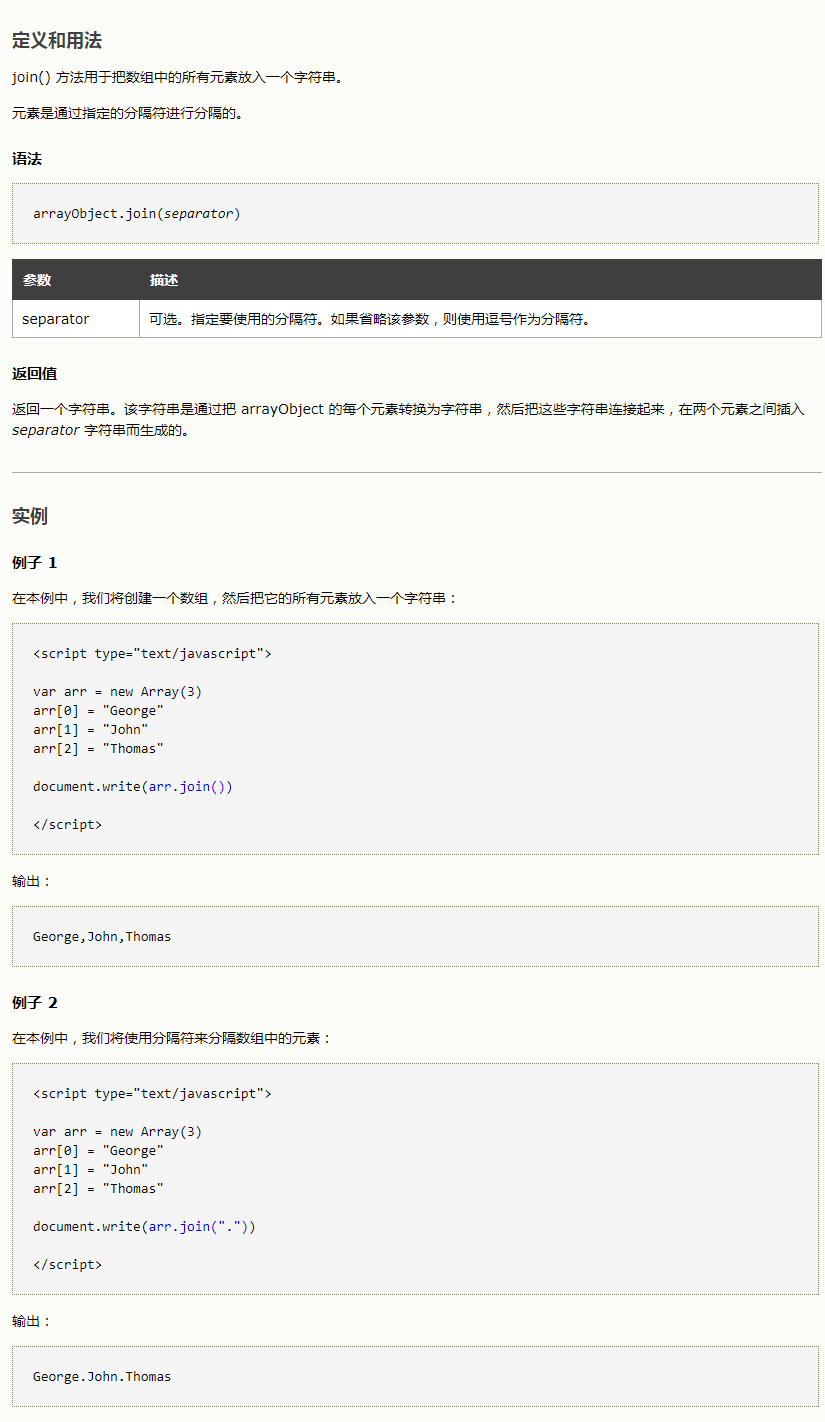 定义和用法
join() 方法用于把数组中的所有元素放入一个字符串。
元素是通过指定的分隔符进行分隔的。
语法
arrayObject.join(separator)
参数 描述
separator 可选。指定要使用的分隔符。如果省略该参数，则使用逗号作为分隔符。
返回值
返回一个字符串。该字符串是通过把 arrayObject 的每个元素转换为字符串，然后把这些字符串连接起来，在两个元素之间插入
separator 字符串而生成的。
实例
例子 1
在本例中，我们将创建一个数组，然后把它的所有元素放入一个字符串：
<script type="text/javascript">
var arr = new Array(3)
arr[0] = "George"
arr[1] = "John"
arr[2] = "Thomas"
document.write(arr.join())
</script>
输出：
George,John,Thomas
例子 2
在本例中，我们将使用分隔符来分隔数组中的元素：
<script type="text/javascript">
var arr = new Array(3)
arr[0] = "George"
arr[1] = "John"
arr[2] = "Thomas"
document.write(arr.join("."))
</script>
输出：
George.John.Thomas